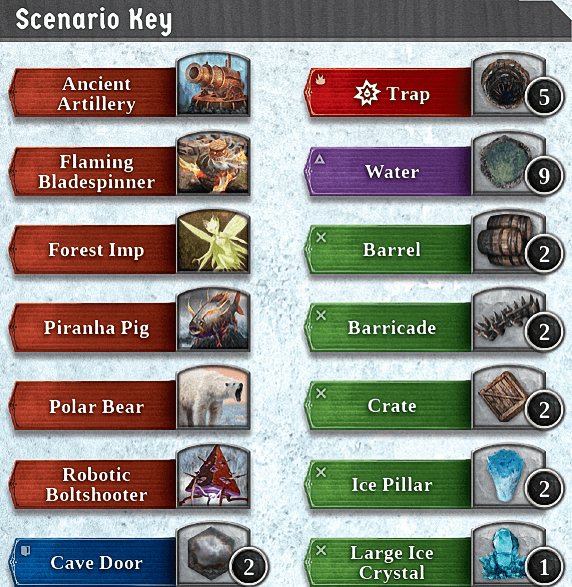 Scenario Key
Ancient
Artillery
Flaming
Bladespinner
Forest Imp
Piranha Pig
Polar Bear
Robotic
Boltshooter
Cave Door
2
Trap
5
Water
9
Barrel
2
Barricade
2
Crate
2
Ice Pillar
2
Large Ice
Crystal
1